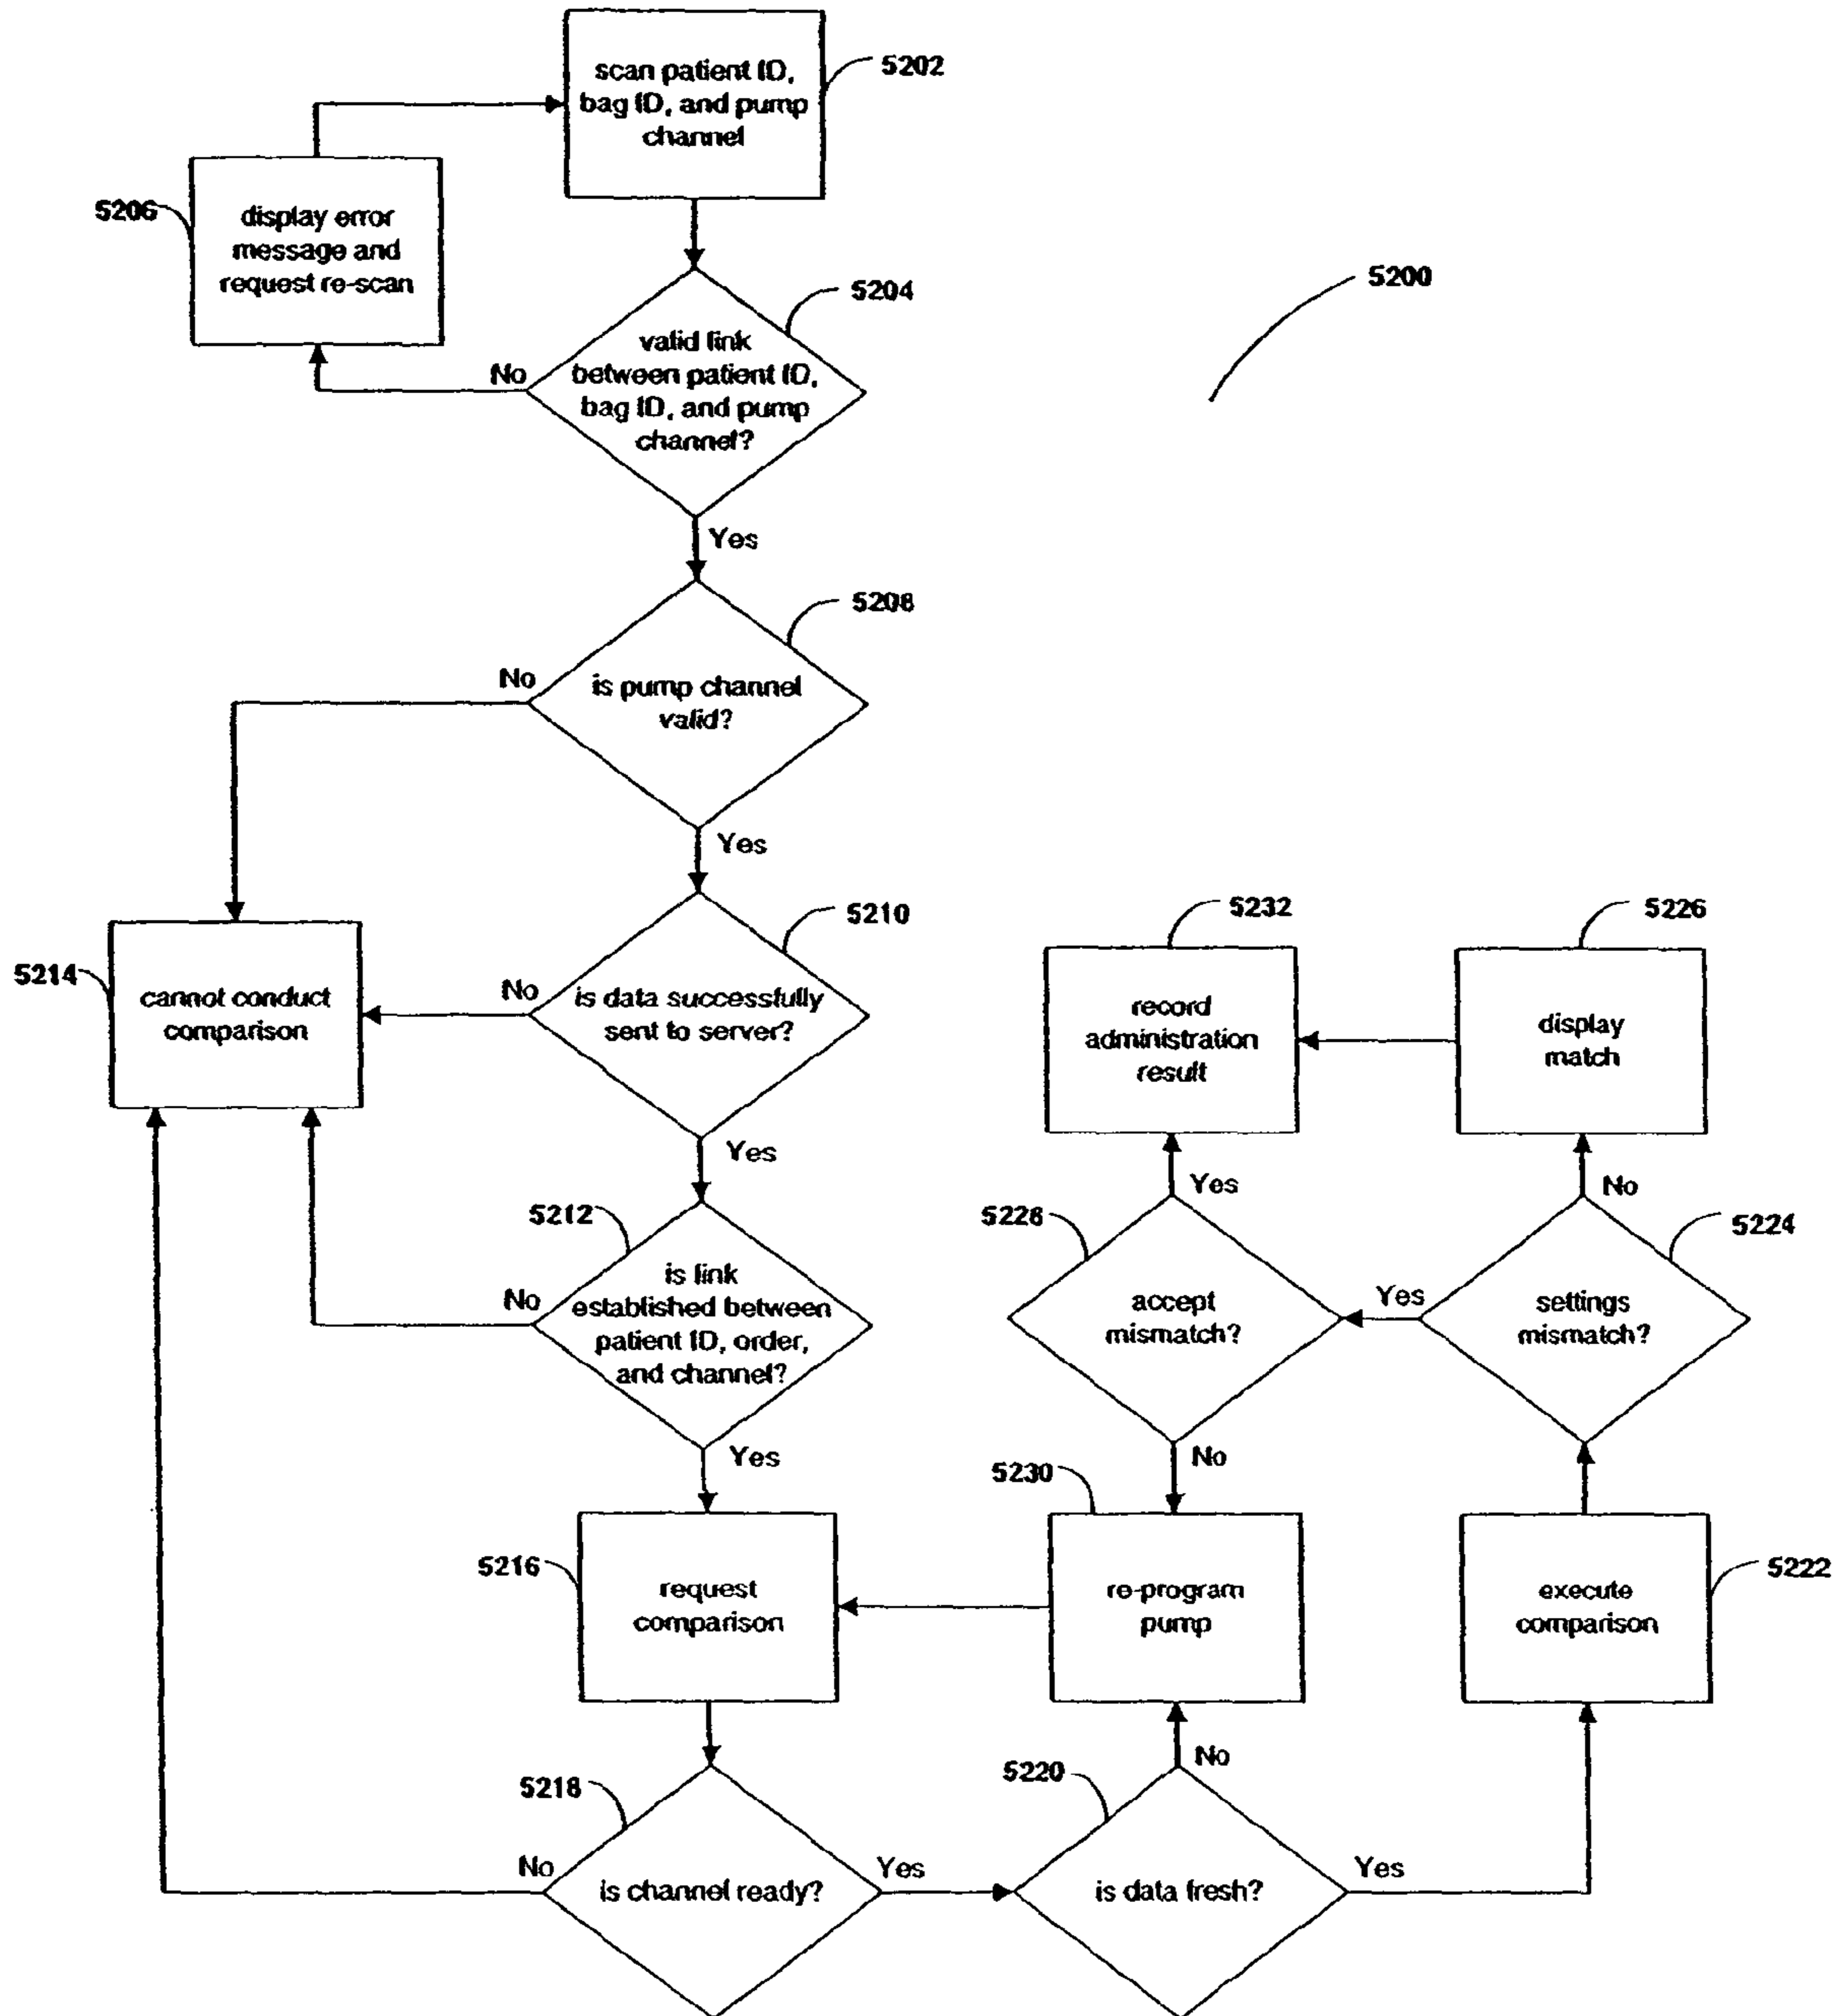 scan patient ID,
bag ID, and pump
channel
5202
5206
display error
message and
request re-scan
5204
5200
valid link
between patient ID,
bag ID, and pump
channel?
No
Yes
5208
is pump channel
valid?
No
Yes
5210
is data successfully
sent to server?
No
Yes
5214
cannot conduct
comparison
5232
record
administration
result
5226
display
match
5212
is link
established between
patient ID, order,
and channel?
No
Yes
5228
accept
mismatch?
Yes
No
5224
settings
mismatch?
No
Yes
5216
request
comparison
5230
re-program
pump
5222
execute
comparison
5218
is channel ready?
No
Yes
5220
is data fresh?
No
Yes